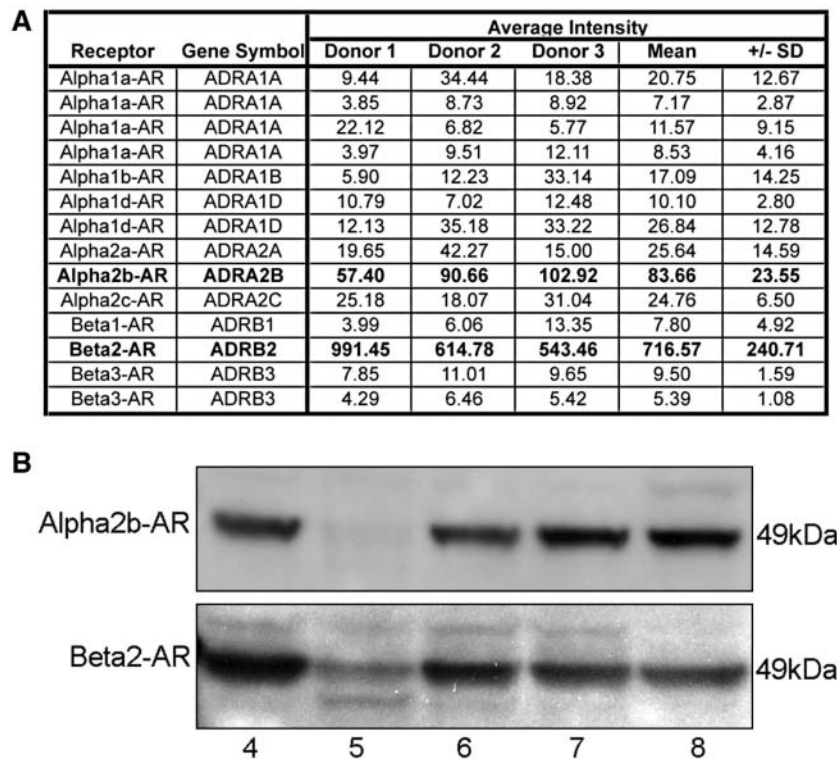 A
Average Intensity
Receptor Gene Symbol Donor 1 Donor 2 Donor 3 Mean +/- SD
Alpha1a-AR ADRA1A 9.44 34.44 18.38 20.75 12.67
Alpha1a-AR ADRA1A 3.85 8.73 8.92 7.17 2.87
Alpha1a-AR ADRA1A 22.12 6.82 5.77 11.57 9.15
Alpha1a-AR ADRA1A 3.97 9.51 12.11 8.53 4.16
Alpha1b-AR ADRA1B 5.90 12.23 33.14 17.09 14.25
Alpha1d-AR ADRA1D 10.79 7.02 12.48 10.10 2.80
Alpha1d-AR ADRA1D 12.13 35.18 33.22 26.84 12.78
Alpha2a-AR ADRA2A 19.65 42.27 15.00 25.64 14.59
Alpha2b-AR ADRA2B 57.40 90.66 102.92 83.66 23.55
Alpha2c-AR ADRA2C 25.18 18.07 31.04 24.76 6.50
Beta1-AR ADRB1 3.99 6.06 13.35 7.80 4.92
Beta2-AR ADRB2 991.45 614.78 543.46 716.57 240.71
Beta3-AR ADRB3 7.85 11.01 9.65 9.50 1.59
Beta3-AR ADRB3 4.29 6.46 5.42 5.39 1.08
B
Alpha2b-AR 49kDa
Beta2-AR 49kDa
4 5 6 7 8